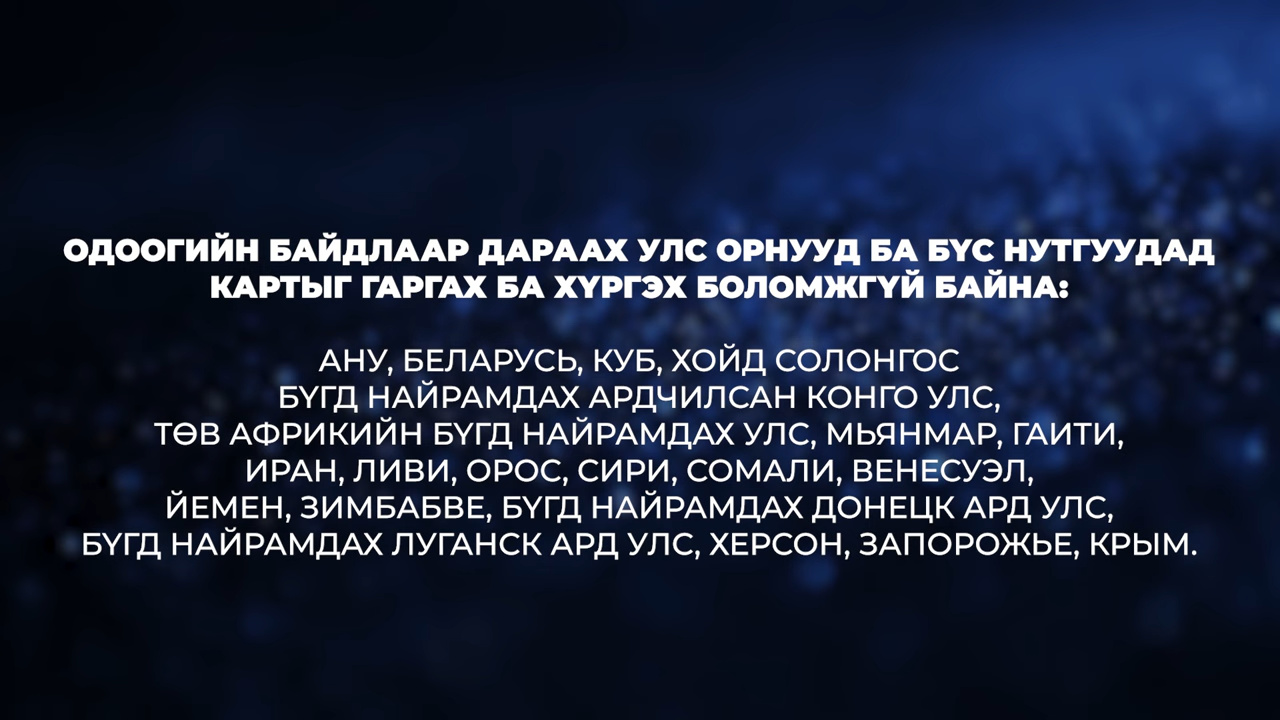 ОДООГИЙН БАЙДЛААР ДАРААХ УЛС ОРНУУД БА БҮС НУТГУУДАД
КАРТЫГ ГАРГАХ БА ХҮРГЭХ БОЛОМЖГҮЙ БАЙНА:
АНУ, БЕЛАРУСЬ, КУБ, ХОЙД СОЛОНГОС
БҮГД НАЙРАМДАХ АРДЧИЛСАН КОНГО УЛС,
ТӨВ АФРИКИЙН БҮГД НАЙРАМДАХ УЛС, МЬЯНМАР, ГАИТИ,
ИРАН, ЛИВИ, ОРОС, СИРИ, СОМАЛИ, ВЕНЕСУЭЛ,
ЙЕМЕН, ЗИМБАБВЕ, БҮГД НАЙРАМДАХ ДОНЕЦК АРД УЛС,
БҮГД НАЙРАМДАХ ЛУГАНСК АРД УЛС, ХЕРСОН, ЗАПОРОЖЬЕ, КРЫМ.